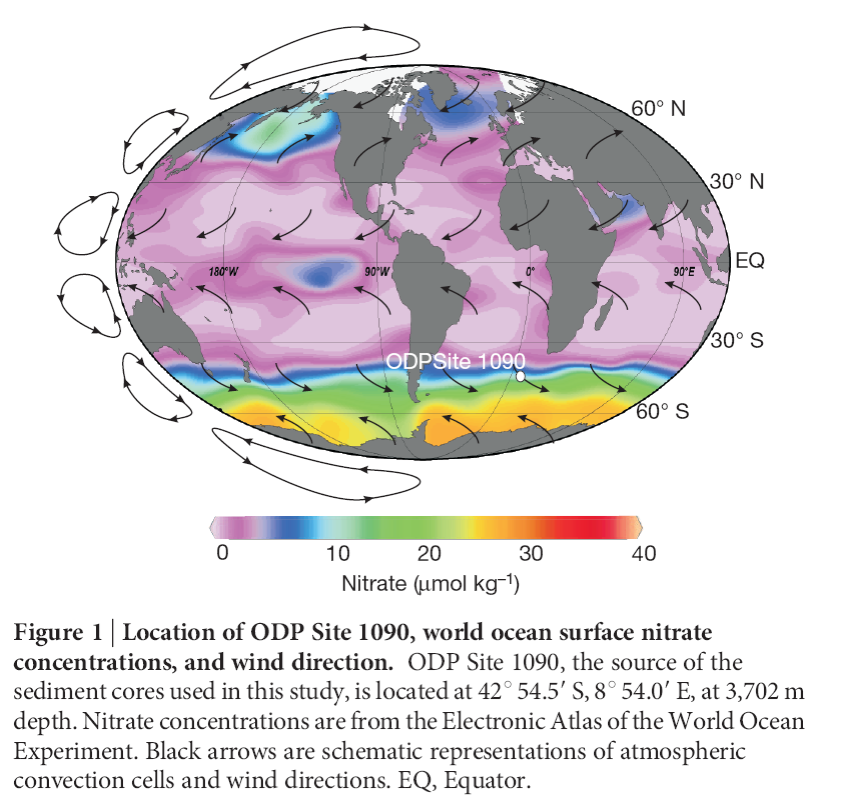 60° N
30° N
EQ
180°W
90°W
0°
90°E
30° S
ODPSite 1090
60° S
0
10
20
30
40
Nitrate (μmol kg⁻¹)
Figure 1 | Location of ODP Site 1090, world ocean surface nitrate
concentrations, and wind direction. ODP Site 1090, the source of the
sediment cores used in this study, is located at 42° 54.5′ S, 8° 54.0′ E, at 3,702 m
depth. Nitrate concentrations are from the Electronic Atlas of the World Ocean
Experiment. Black arrows are schematic representations of atmospheric
convection cells and wind directions. EQ, Equator.